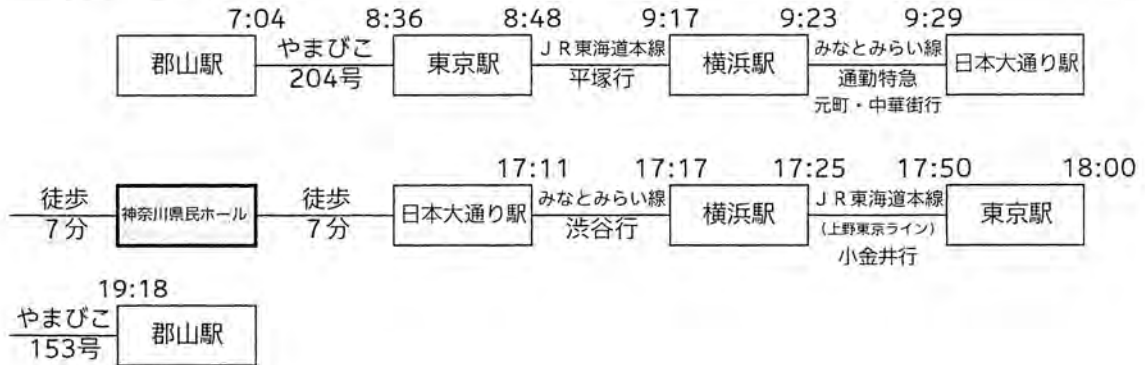 7:04 8:36 8:48 9:17 9:23 9:29
郡山駅 やまびこ 204号 東京駅 JR東海道本線 平塚行 横浜駅 みなとみらい線 通勤特急 元町・中華街行 日本大通り駅
17:11 17:17 17:25 17:50 18:00
徒歩 7分 神奈川県民ホール 徒歩 7分 日本大通り駅 みなとみらい線 渋谷行 横浜駅 JR東海道本線 (上野東京ライン) 小金井行 東京駅
19:18
やまびこ 153号 郡山駅